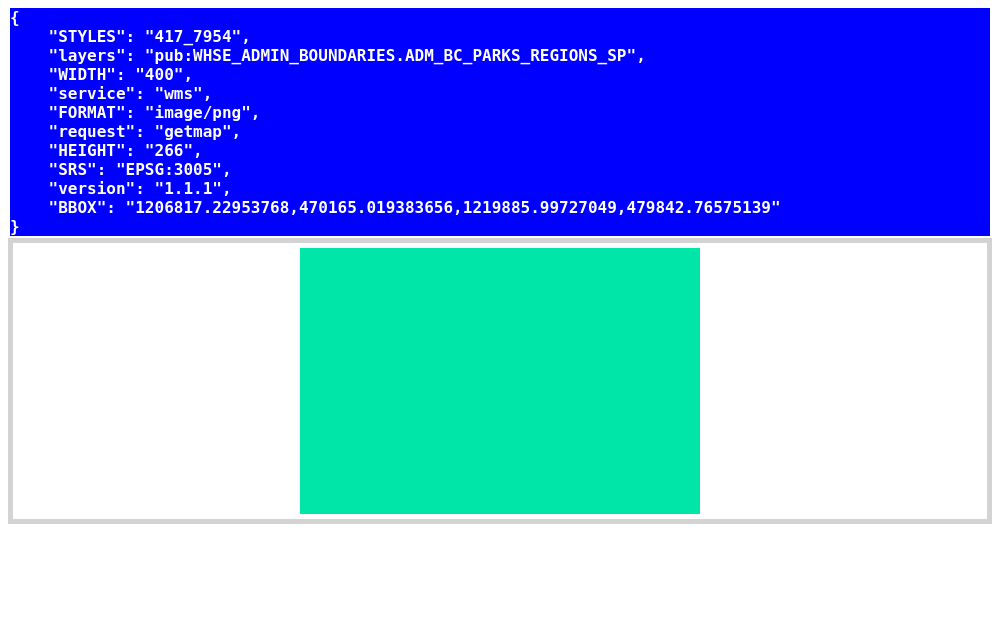 {
    "STYLES": "417_7954",
    "layers": "pub:WHSE_ADMIN_BOUNDARIES.ADM_BC_PARKS_REGIONS_SP",
    "WIDTH": "400",
    "service": "wms",
    "FORMAT": "image/png",
    "request": "getmap",
    "HEIGHT": "266",
    "SRS": "EPSG:3005",
    "version": "1.1.1",
    "BBOX": "1206817.22953768,470165.019383656,1219885.99727049,479842.76575139"
}